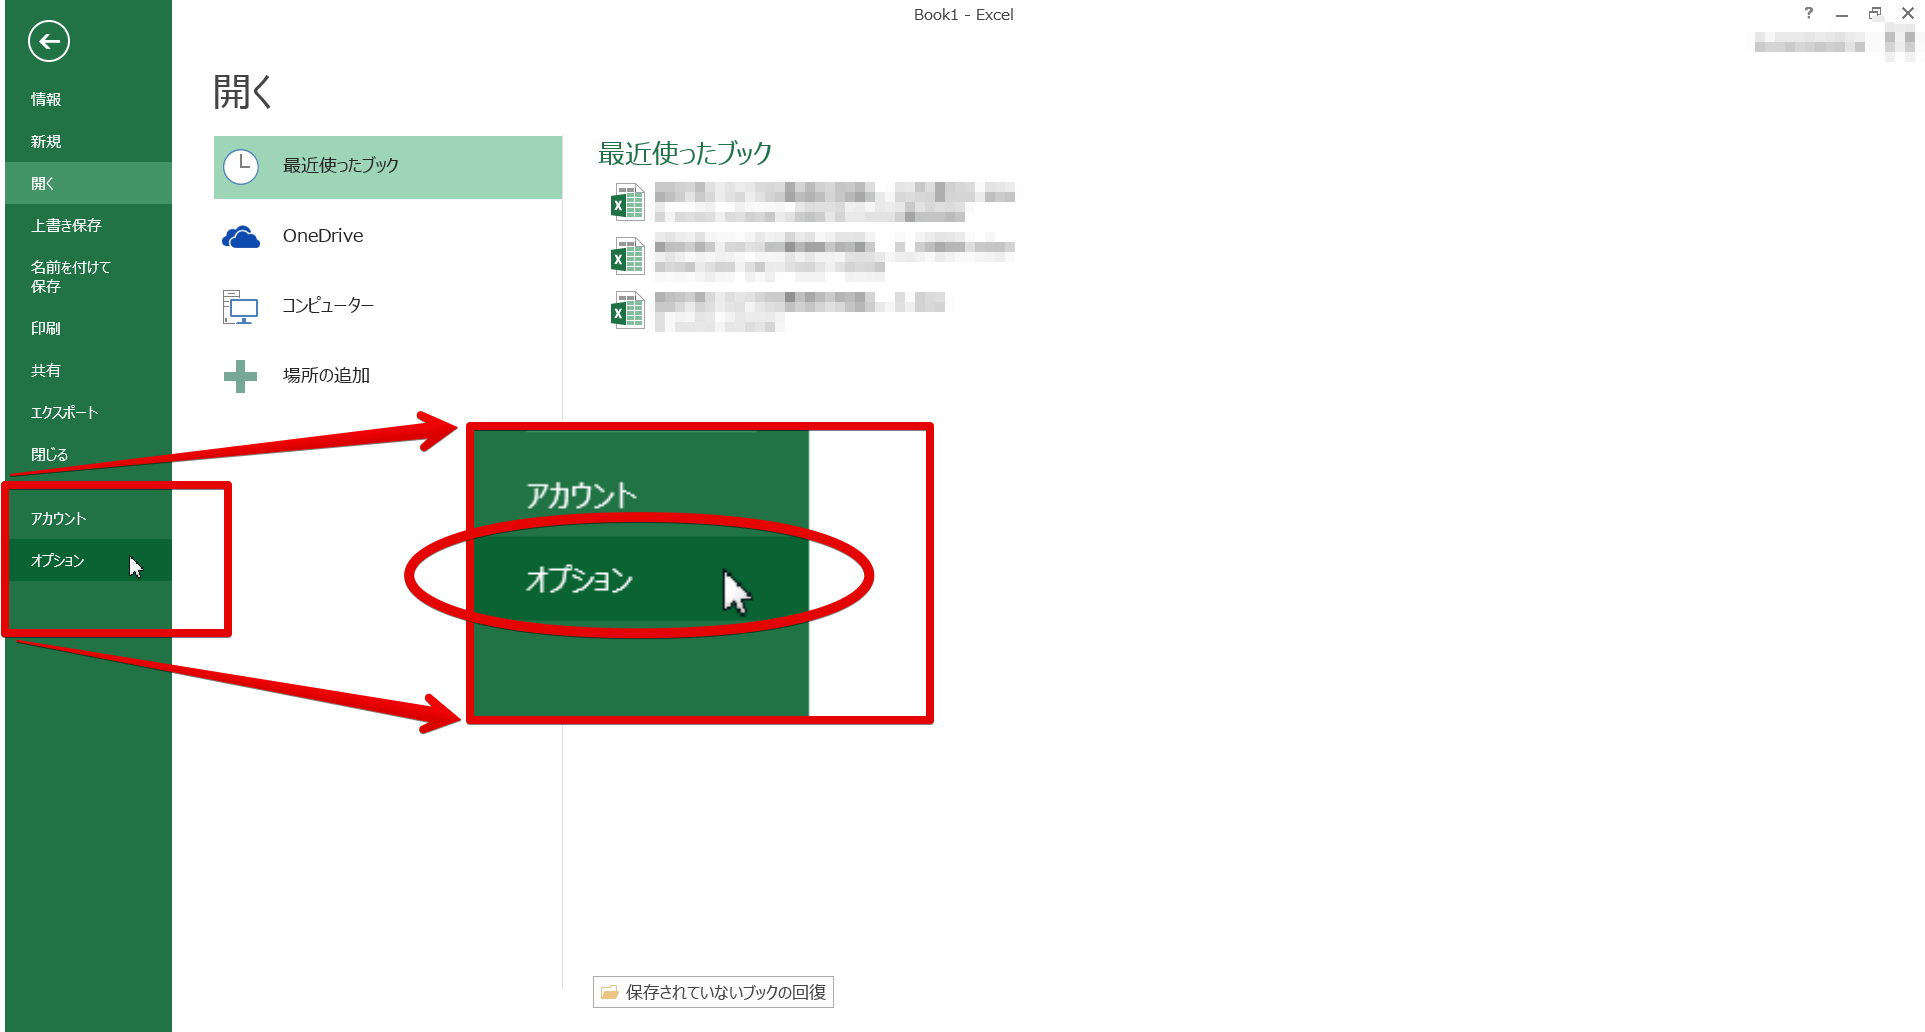 Book1 - Excel
?
情報
新規
開く
上書き保存
名前を付けて
保存
印刷
共有
エクスポート
閉じる
アカウント
オプション
開く
最近使ったブック
OneDrive
コンピューター
場所の追加
最近使ったブック
アカウント
オプション
保存されていないブックの回復